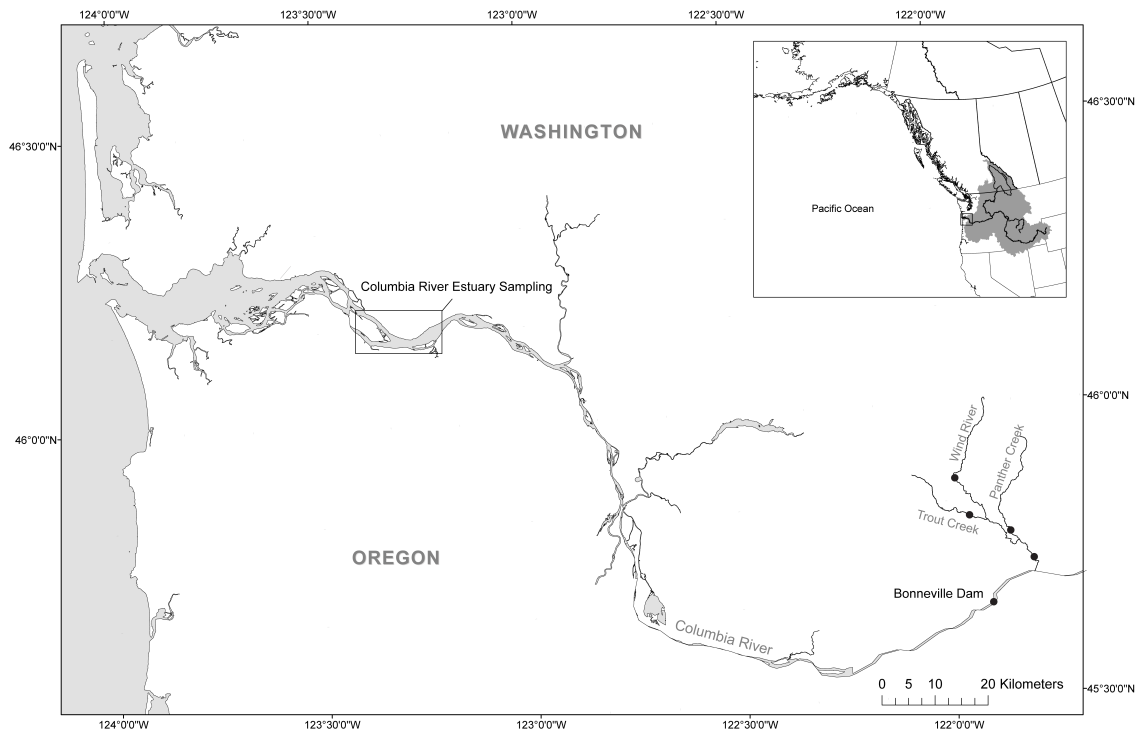 124°0'0"W 123°30'0"W 123°0'0"W 122°30'0"W 122°0'0"W
46°30'0"N
WASHINGTON
46°30'0"N
Pacific Ocean
Columbia River Estuary Sampling
46°0'0"N
Wind River
Panther Creek
46°0'0"N
Trout Creek
OREGON
Bonneville Dam
Columbia River
0 5 10 20 Kilometers
45°30'0"N
124°0'0"W 123°30'0"W 123°0'0"W 122°30'0"W 122°0'0"W